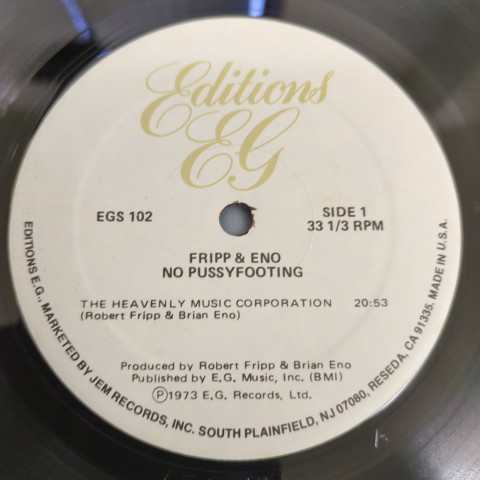 Editions
EG
EGS 102
SIDE 1
33 1/3 RPM
FRIPP & ENO
NO PUSSYFOOTING
THE HEAVENLY MUSIC CORPORATION 20:53
(Robert Fripp & Brian Eno)
Produced by Robert Fripp & Brian Eno
Published by E.G. Music, Inc. (BMI)
Ⓟ1973 E.G. Records, Ltd.
EDITIONS E.G., MARKETED BY JEM RECORDS, INC. SOUTH PLAINFIELD, NJ 07080, RESEDA, CA 91335. MADE IN U.S.A.